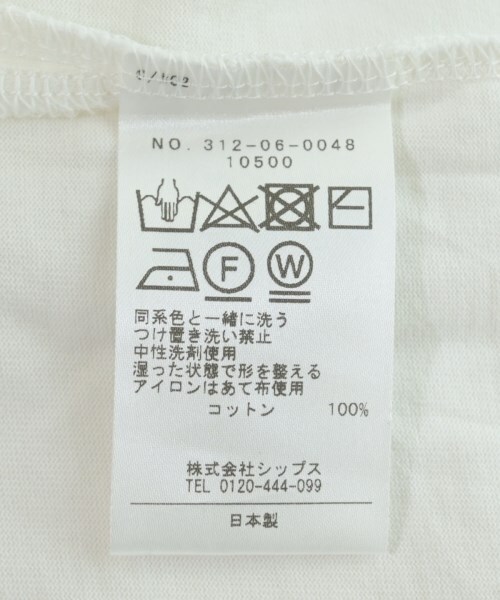 NO. 312-06-0048
10500
F W
同系色と一緒に洗う
つけ置き洗い禁止
中性洗剤使用
湿った状態で形を整える
アイロンはあて布使用
コットン 100%
株式会社シップス
TEL 0120-444-099
日本製